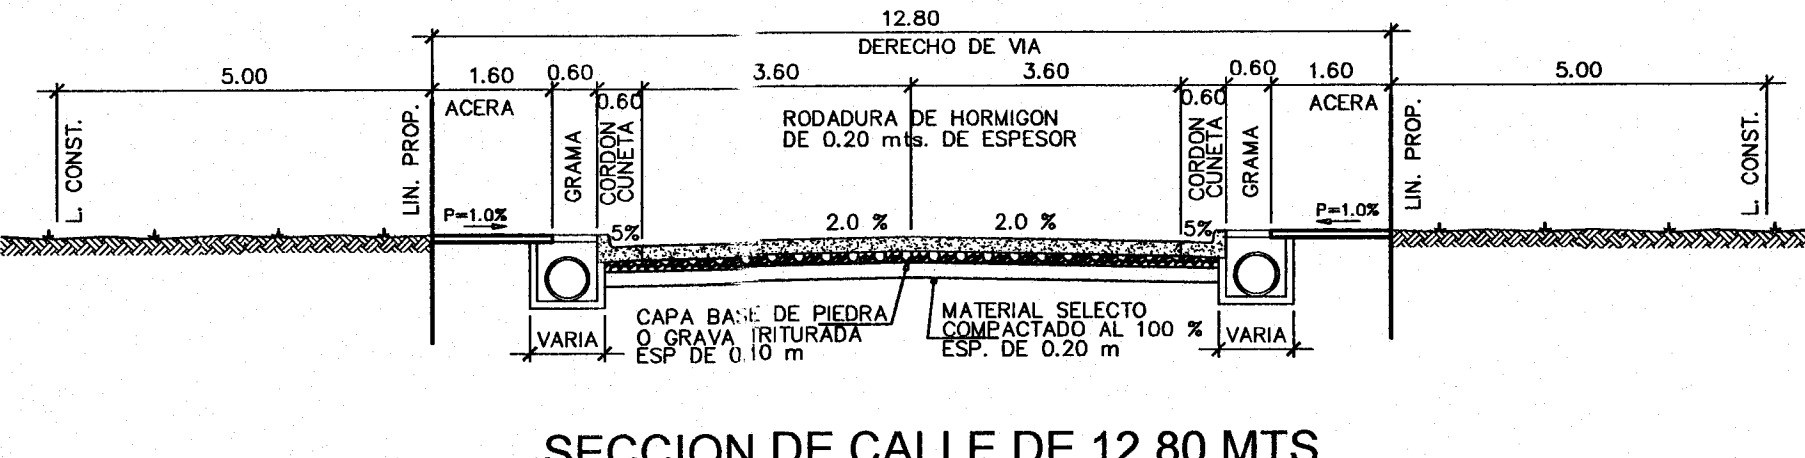 12.80
DERECHO DE VIA
5.00
1.60
0.60
3.60
3.60
0.60
1.60
5.00
ACERA
0.60
0.60
ACERA
L. CONST.
LIN. PROP.
GRAMA
CORDON
CUNETA
RODADURA DE HORMIGON
DE 0.20 mts. DE ESPESOR
CORDON
CUNETA
GRAMA
LIN. PROP.
L. CONST.
P=1.0%
5%
2.0 %
2.0 %
5%
P=1.0%
CAPA BASE DE PIEDRA
O GRAVA TRITURADA
ESP DE 0.10 m
MATERIAL SELECTO
COMPACTADO AL 100 %
ESP. DE 0.20 m
VARIA
VARIA
SECCION DE CALLE DE 12.80 MTS